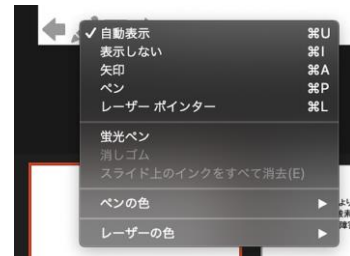 ✓ 自動表示 ⌘U
表示しない ⌘I
矢印 ⌘A
ペン ⌘P
レーザー ポインター ⌘L
蛍光ペン
消しゴム
スライド上のインクをすべて消去(E)
ペンの色 ▶
レーザーの色 ▶